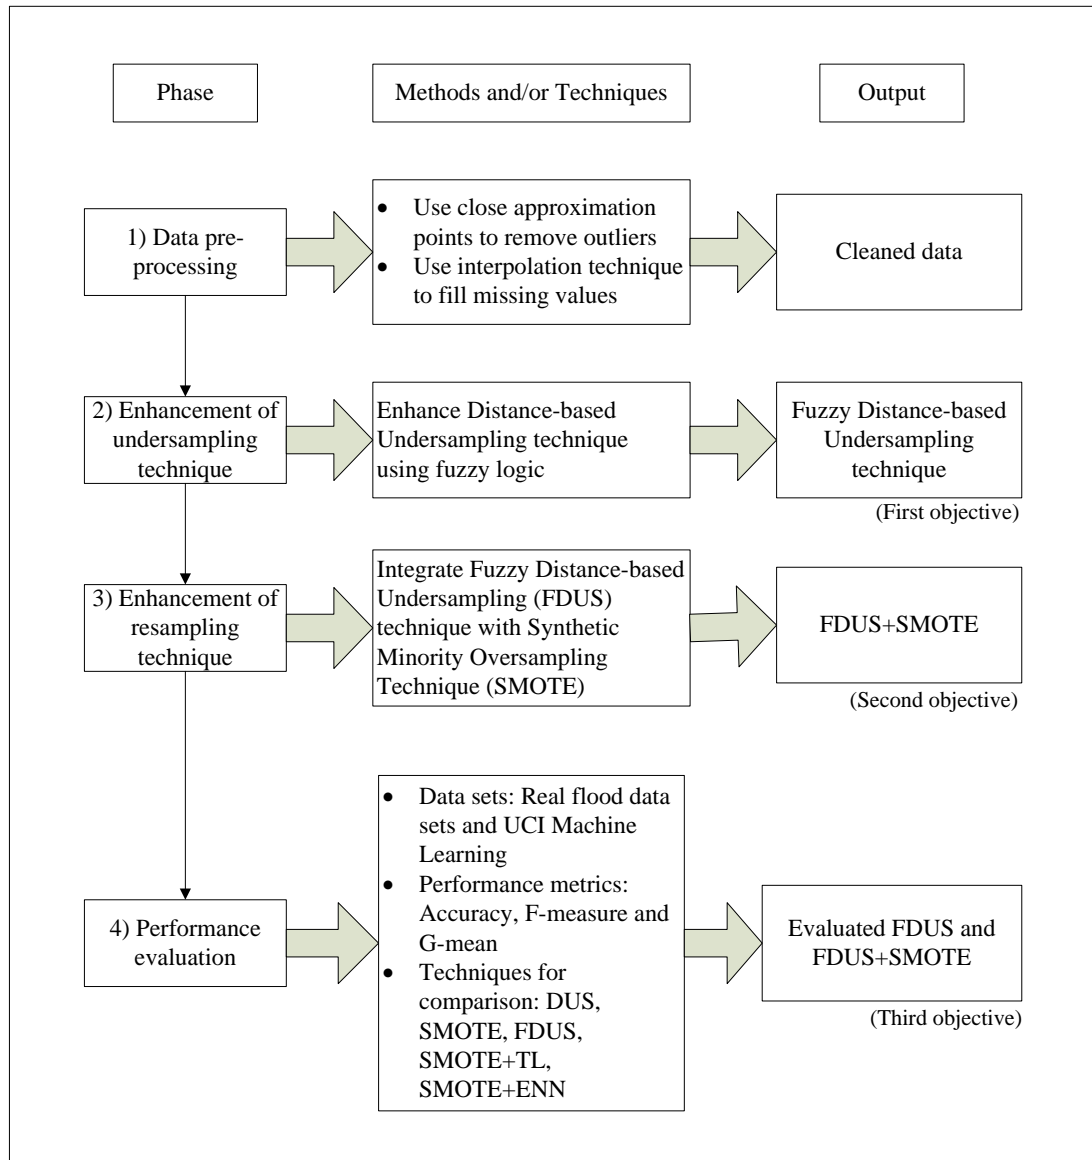 Phase
Methods and/or Techniques
Output
1) Data pre-
processing
• Use close approximation
points to remove outliers
• Use interpolation technique
to fill missing values
Cleaned data
2) Enhancement of
undersampling
technique
Enhance Distance-based
Undersampling technique
using fuzzy logic
Fuzzy Distance-based
Undersampling
technique
(First objective)
3) Enhancement of
resampling
technique
Integrate Fuzzy Distance-based
Undersampling (FDUS)
technique with Synthetic
Minority Oversampling
Technique (SMOTE)
FDUS+SMOTE
(Second objective)
4) Performance
evaluation
• Data sets: Real flood data
sets and UCI Machine
Learning
• Performance metrics:
Accuracy, F-measure and
G-mean
• Techniques for
comparison: DUS,
SMOTE, FDUS,
SMOTE+TL,
SMOTE+ENN
Evaluated FDUS and
FDUS+SMOTE
(Third objective)